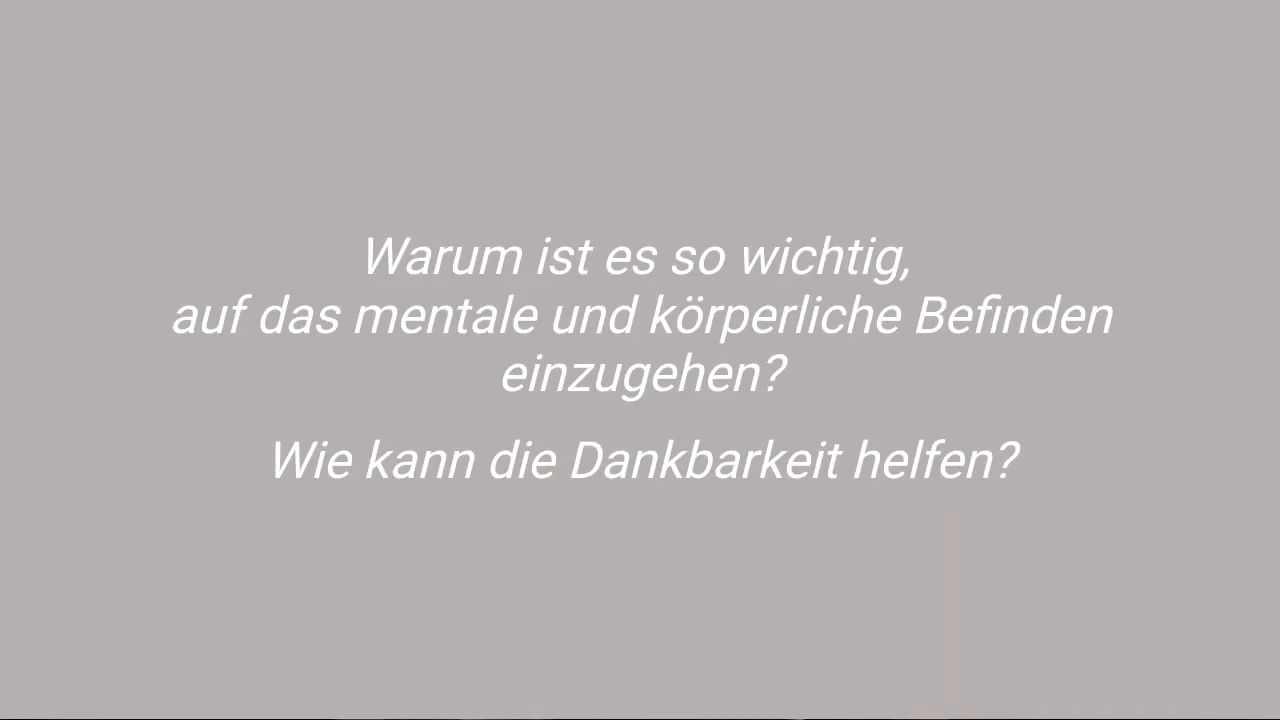 Warum ist es so wichtig,
auf das mentale und körperliche Befinden
einzugehen?
Wie kann die Dankbarkeit helfen?